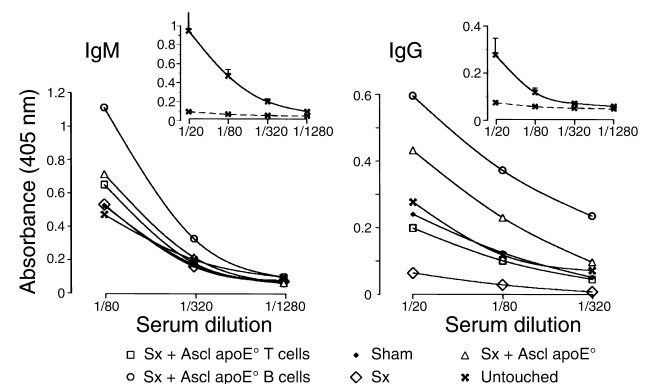 IgM
1
0.8
0.6
0.4
0.2
0
1/20 1/80 1/320 1/1280
IgG
0.4
0.2
0
1/20 1/80 1/320 1/1280
Absorbance (405 nm)
1.2
1
0.8
0.6
0.4
0.2
0
1/80 1/320 1/1280
Serum dilution
0.6
0.4
0.2
0
1/20 1/80 1/320
Serum dilution
Sx + Ascl apoE° T cells
Sham
Sx + Ascl apoE°
Sx + Ascl apoE° B cells
Sx
Untouched